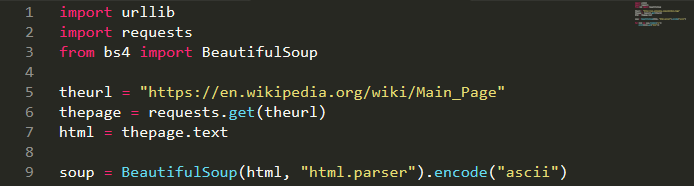 1 import urllib
2 import requests
3 from bs4 import BeautifulSoup
4
5 theurl = "https://en.wikipedia.org/wiki/Main_Page"
6 thepage = requests.get(theurl)
7 html = thepage.text
8
9 soup = BeautifulSoup(html, "html.parser").encode("ascii")